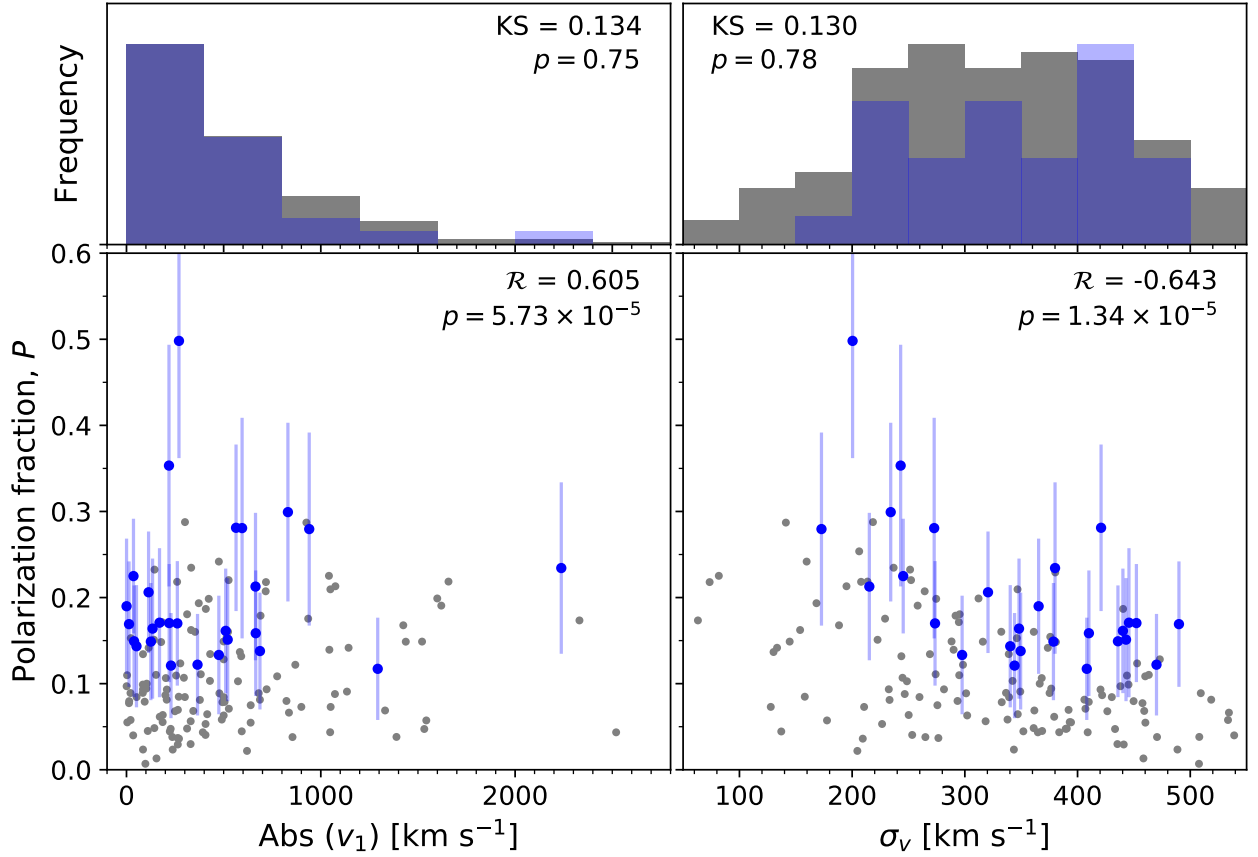 KS = 0.134
p = 0.75
KS = 0.130
p = 0.78
Frequency
ℛ = 0.605
p = 5.73 × 10⁻⁵
ℛ = -0.643
p = 1.34 × 10⁻⁵
Polarization fraction, P
0.6
0.5
0.4
0.3
0.2
0.1
0.0
0 1000 2000
100 200 300 400 500
Abs (v₁) [km s⁻¹]
σᵥ [km s⁻¹]